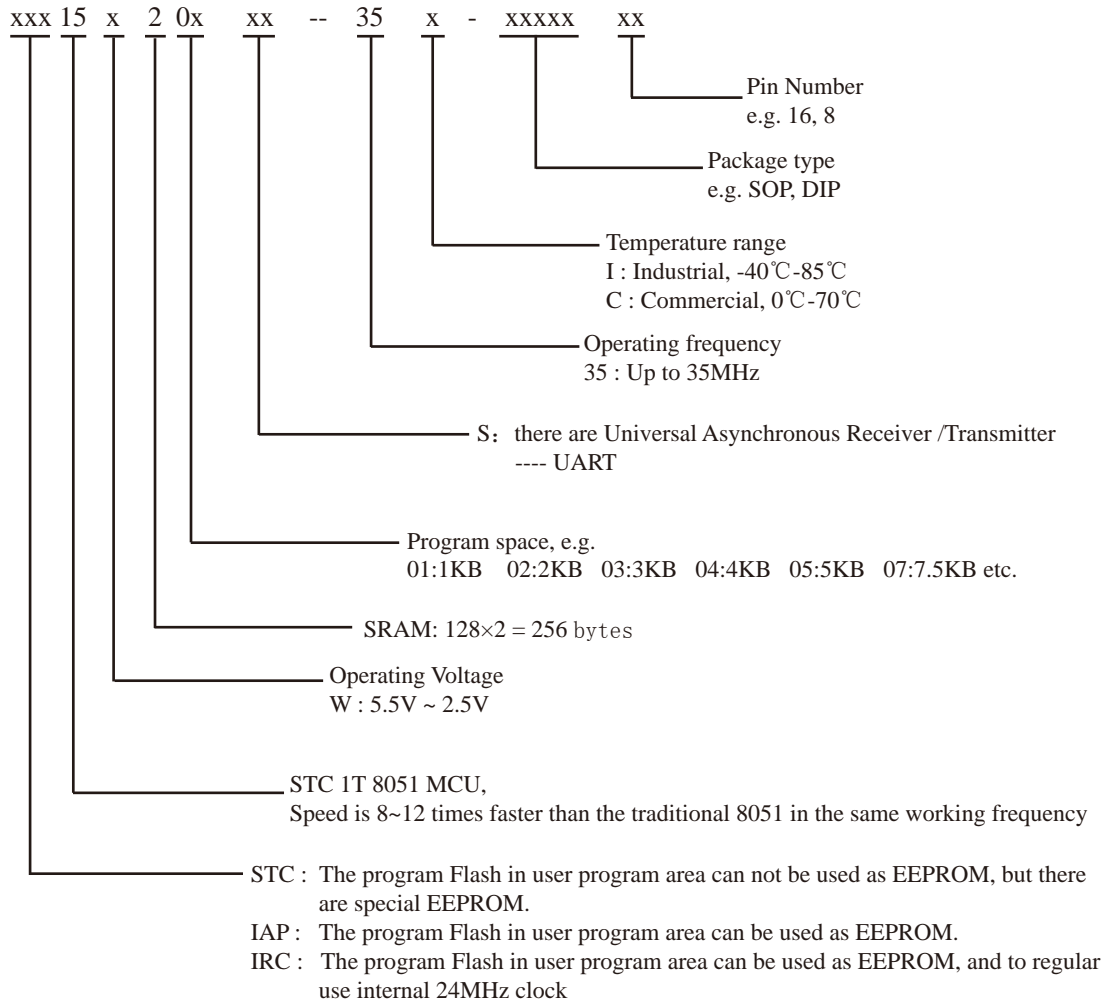 xxx 15 x 2 0x xx -- 35 x - xxxxx xx
Pin Number
e.g. 16, 8
Package type
e.g. SOP, DIP
Temperature range
I : Industrial, -40℃-85℃
C : Commercial, 0℃-70℃
Operating frequency
35 : Up to 35MHz
S： there are Universal Asynchronous Receiver /Transmitter
---- UART
Program space, e.g.
01:1KB 02:2KB 03:3KB 04:4KB 05:5KB 07:7.5KB etc.
SRAM: 128×2 = 256 bytes
Operating Voltage
W : 5.5V ~ 2.5V
STC 1T 8051 MCU,
Speed is 8~12 times faster than the traditional 8051 in the same working frequency
STC : The program Flash in user program area can not be used as EEPROM, but there
are special EEPROM.
IAP : The program Flash in user program area can be used as EEPROM.
IRC : The program Flash in user program area can be used as EEPROM, and to regular
use internal 24MHz clock